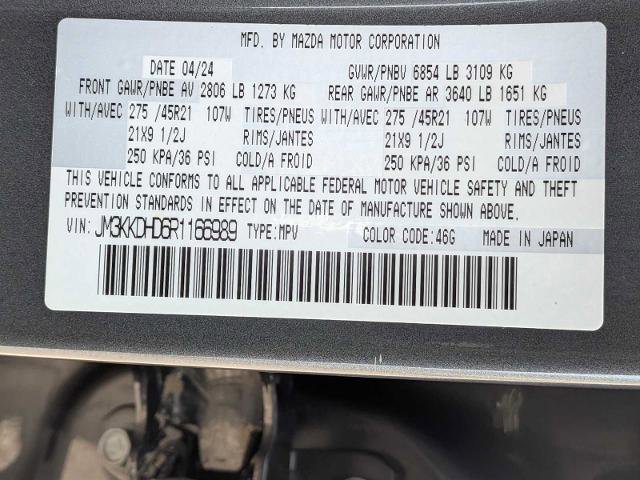 MFD. BY MAZDA MOTOR CORPORATION
DATE 04/24 GVWR/PNBV 6854 LB 3109 KG
FRONT GAWR/PNBE AV 2806 LB 1273 KG REAR GAWR/PNBE AR 3640 LB 1651 KG
WITH/AVEC 275 /45R21 107W TIRES/PNEUS WITH/AVEC 275 /45R21 107W TIRES/PNEUS
21X9 1/2J RIMS/JANTES 21X9 1/2J RIMS/JANTES
250 KPA/36 PSI COLD/A FROID 250 KPA/36 PSI COLD/A FROID
THIS VEHICLE CONFORMS TO ALL APPLICABLE FEDERAL MOTOR VEHICLE SAFETY AND THEFT
PREVENTION STANDARDS IN EFFECT ON THE DATE OF MANUFACTURE SHOWN ABOVE.
VIN: JM3KKDHD6R1166989 TYPE:MPV COLOR CODE:46G MADE IN JAPAN